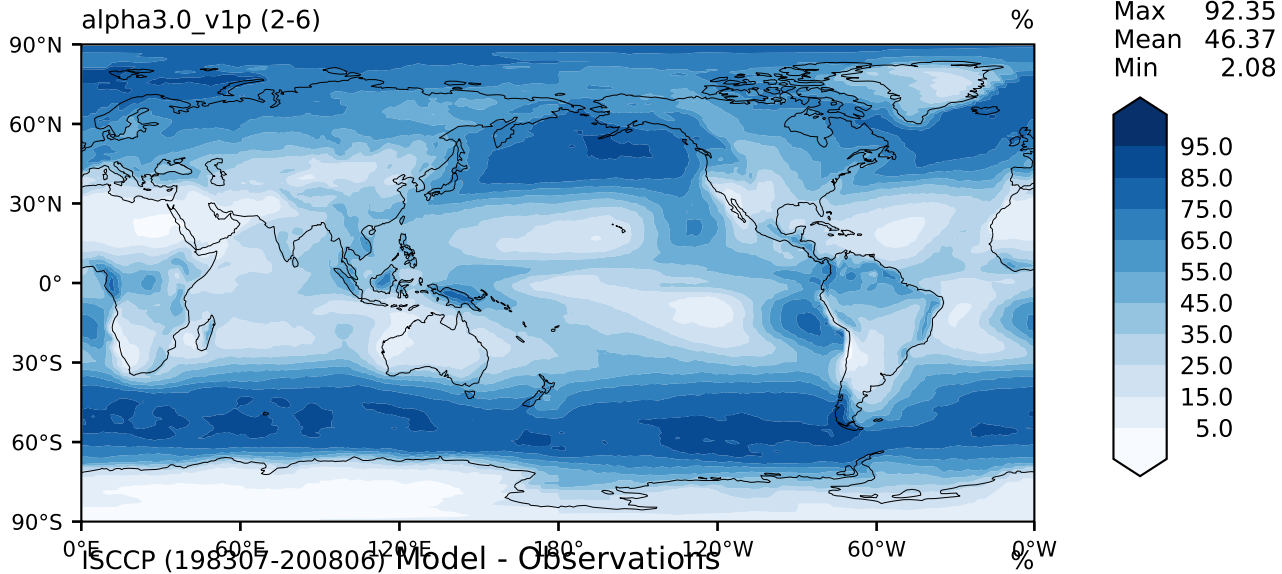 alpha3.0_v1p (2-6) %
Max 92.35
Mean 46.37
Min 2.08
90°N
60°N
30°N
0°
30°S
60°S
90°S
95.0
85.0
75.0
65.0
55.0
45.0
35.0
25.0
15.0
5.0
0°E 60°E 120°E 180° 120°W 60°W 0°W
ISCCP (198307-200806) Model - Observations %